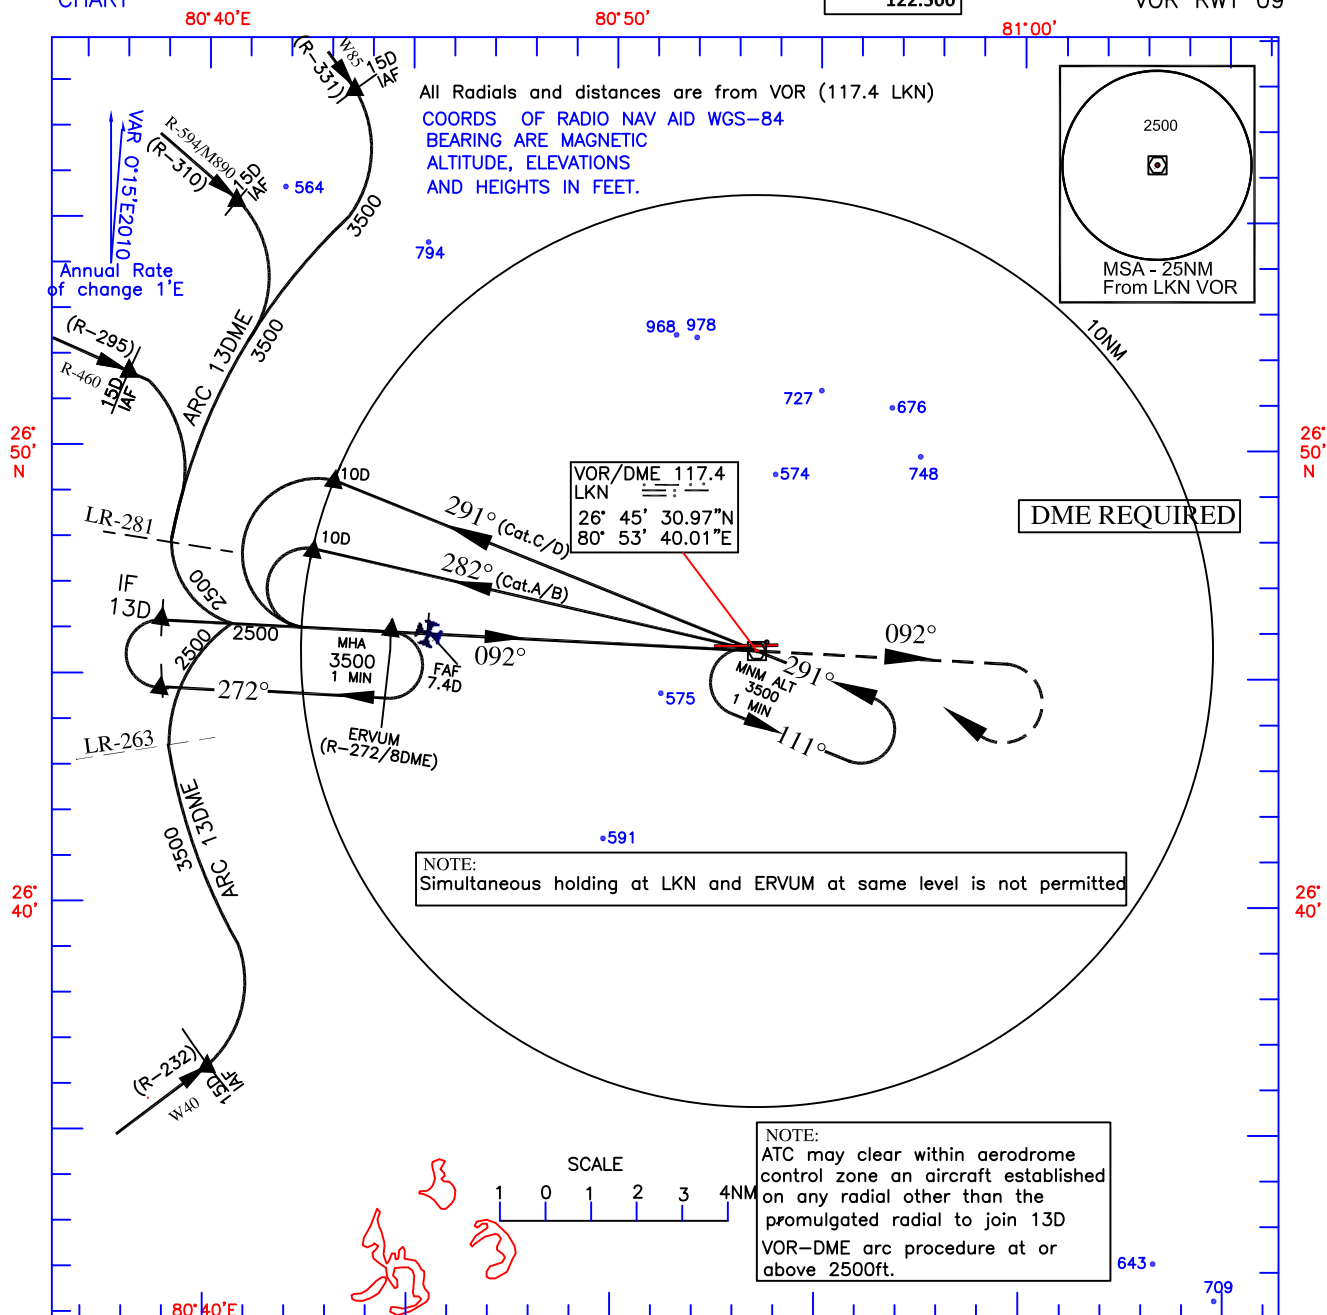 CHART
122.300
VOR RWY 09
80°40'E
80°50'
81°00'
W85
(R-331)
15D
IAF
All Radials and distances are from VOR (117.4 LKN)
COORDS OF RADIO NAV AID WGS-84
BEARING ARE MAGNETIC
ALTITUDE, ELEVATIONS
AND HEIGHTS IN FEET.
2500
MSA - 25NM
From LKN VOR
VAR 0°15'E2010
Annual Rate
of change 1'E
R-594/M890
(R-310)
15D
IAF
564
3500
794
(R-295)
R-460
15D
IAF
ARC 13DME
3500
968
978
10NM
727
676
26°
50'
N
26°
50'
N
574
748
VOR/DME 117.4
LKN
26° 45' 30.97"N
80° 53' 40.01"E
DME REQUIRED
10D
291° (Cat.C/D)
LR-281
10D
282° (Cat.A/B)
2500
IF
13D
2500
2500
MHA
3500
1 MIN
092°
FAF
7.4D
092°
272°
MNM ALT
3500
1 MIN
291°
111°
575
LR-263
ERVUM
(R-272/8DME)
ARC 13DME
3500
591
NOTE:
Simultaneous holding at LKN and ERVUM at same level is not permitted
26°
40'
26°
40'
(R-232)
15D
IAF
W40
SCALE
1 0 1 2 3 4NM
NOTE:
ATC may clear within aerodrome
control zone an aircraft established
on any radial other than the
promulgated radial to join 13D
VOR-DME arc procedure at or
above 2500ft.
643
709
80°40'E